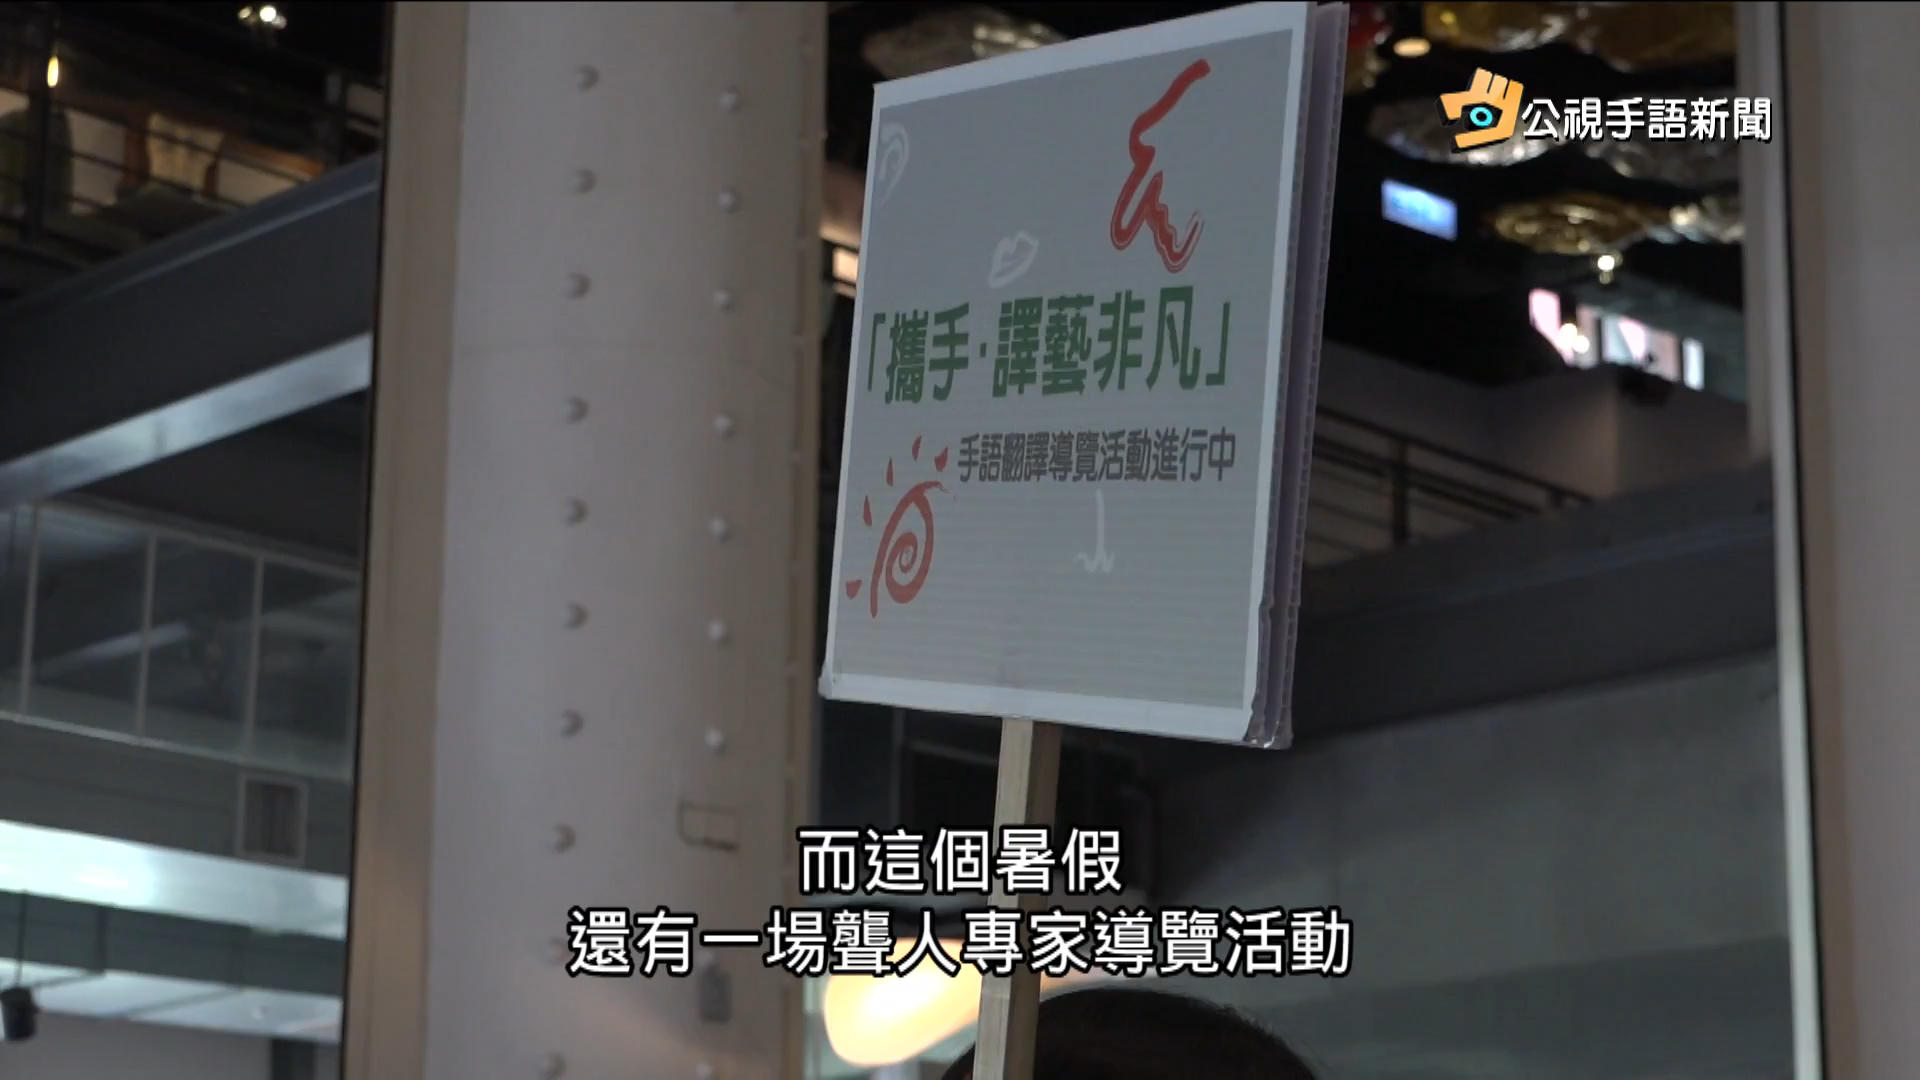 公視手語新聞
「攜手·譯藝非凡」
手語翻譯導覽活動進行中
而這個暑假
還有一場聾人專家導覽活動